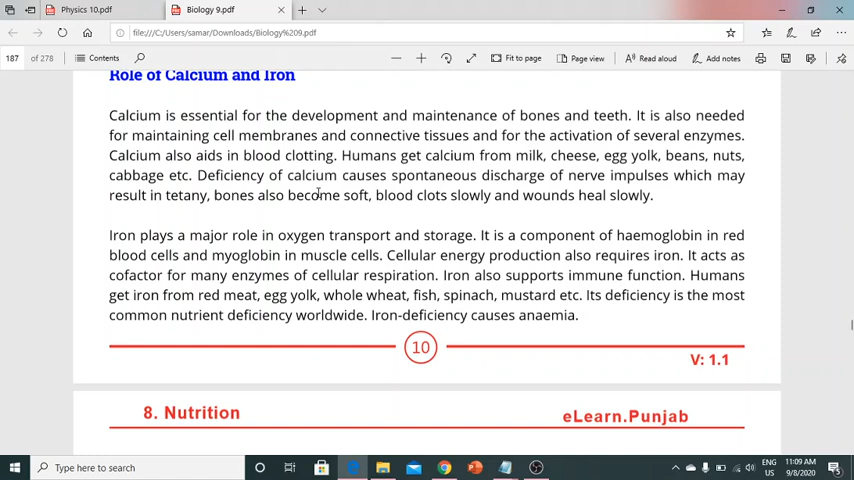 Physics 10.pdf
Biology 9.pdf
file:///C:/Users/samar/Downloads/Biology%209.pdf
187 of 278
Contents
Fit to page
Page view
Read aloud
Add notes
Role of Calcium and Iron
Calcium is essential for the development and maintenance of bones and teeth. It is also needed
for maintaining cell membranes and connective tissues and for the activation of several enzymes.
Calcium also aids in blood clotting. Humans get calcium from milk, cheese, egg yolk, beans, nuts,
cabbage etc. Deficiency of calcium causes spontaneous discharge of nerve impulses which may
result in tetany, bones also become soft, blood clots slowly and wounds heal slowly.
Iron plays a major role in oxygen transport and storage. It is a component of haemoglobin in red
blood cells and myoglobin in muscle cells. Cellular energy production also requires iron. It acts as
cofactor for many enzymes of cellular respiration. Iron also supports immune function. Humans
get iron from red meat, egg yolk, whole wheat, fish, spinach, mustard etc. Its deficiency is the most
common nutrient deficiency worldwide. Iron-deficiency causes anaemia.
10
V: 1.1
8. Nutrition
eLearn.Punjab
Type here to search
ENG
US
11:09 AM
9/8/2020
5